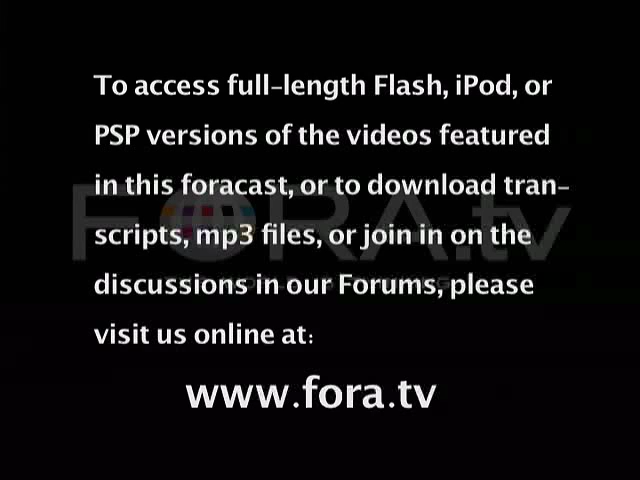 To access full-length Flash, iPod, or
PSP versions of the videos featured
in this foracast, or to download tran-
scripts, mp3 files, or join in on the
discussions in our Forums, please
visit us online at:
www.fora.tv
FORA.tv